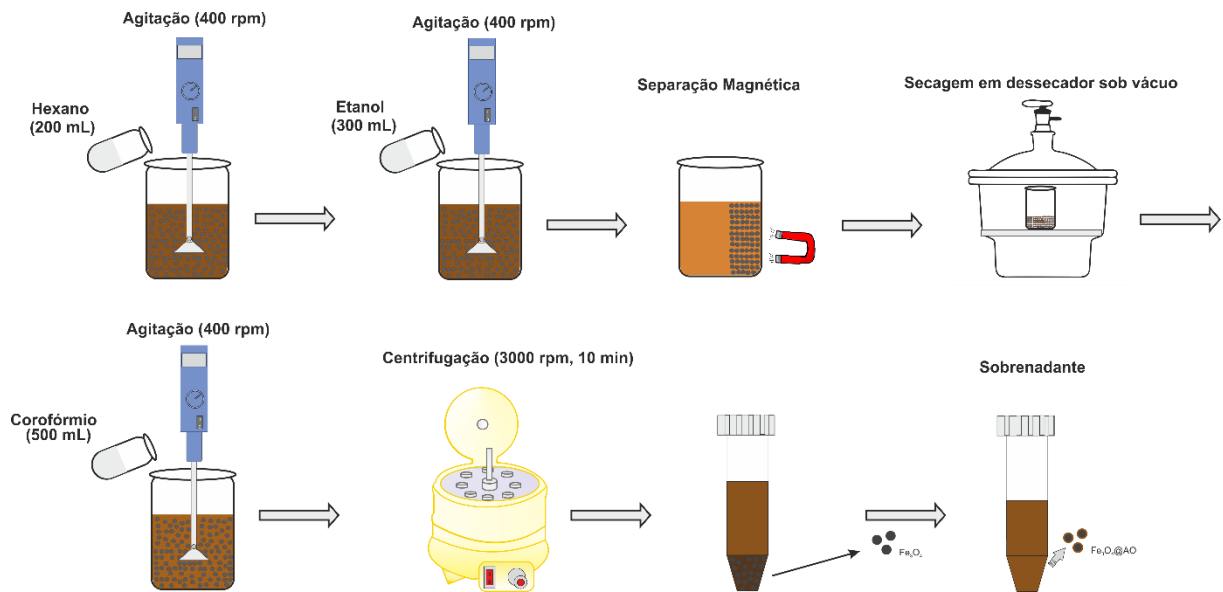 Agitação (400 rpm)
Agitação (400 rpm)
Hexano
(200 mL)
Etanol
(300 mL)
Separação Magnética
Secagem em dessecador sob vácuo
Agitação (400 rpm)
Corofórmio
(500 mL)
Centrifugação (3000 rpm, 10 min)
Sobrenadante
Fe₃O₄
Fe₃O₄@AO